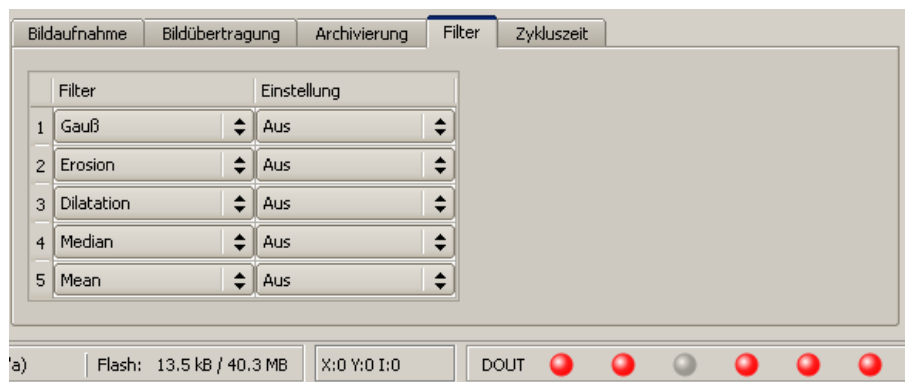 Bildaufnahme Bildübertragung Archivierung Filter Zykluszeit
Filter Einstellung
1 Gauß Aus
2 Erosion Aus
3 Dilatation Aus
4 Median Aus
5 Mean Aus
a) Flash: 13.5 kB / 40.3 MB X:0 Y:0 I:0 DOUT